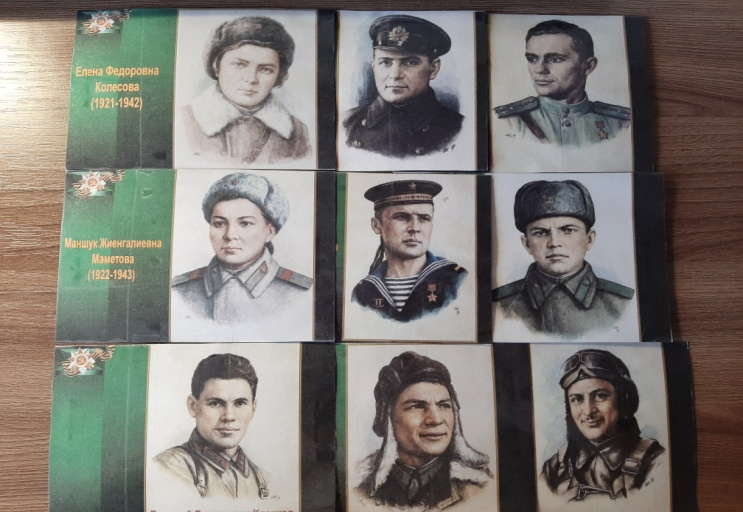 Елена Федоровна
Колесова
(1921-1942)
Маншук Жиенгалиевна
Маметова
(1922-1943)